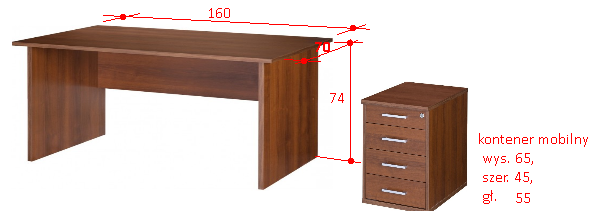 160
70
74
kontener mobilny
wys. 65,
szer. 45,
gł. 55